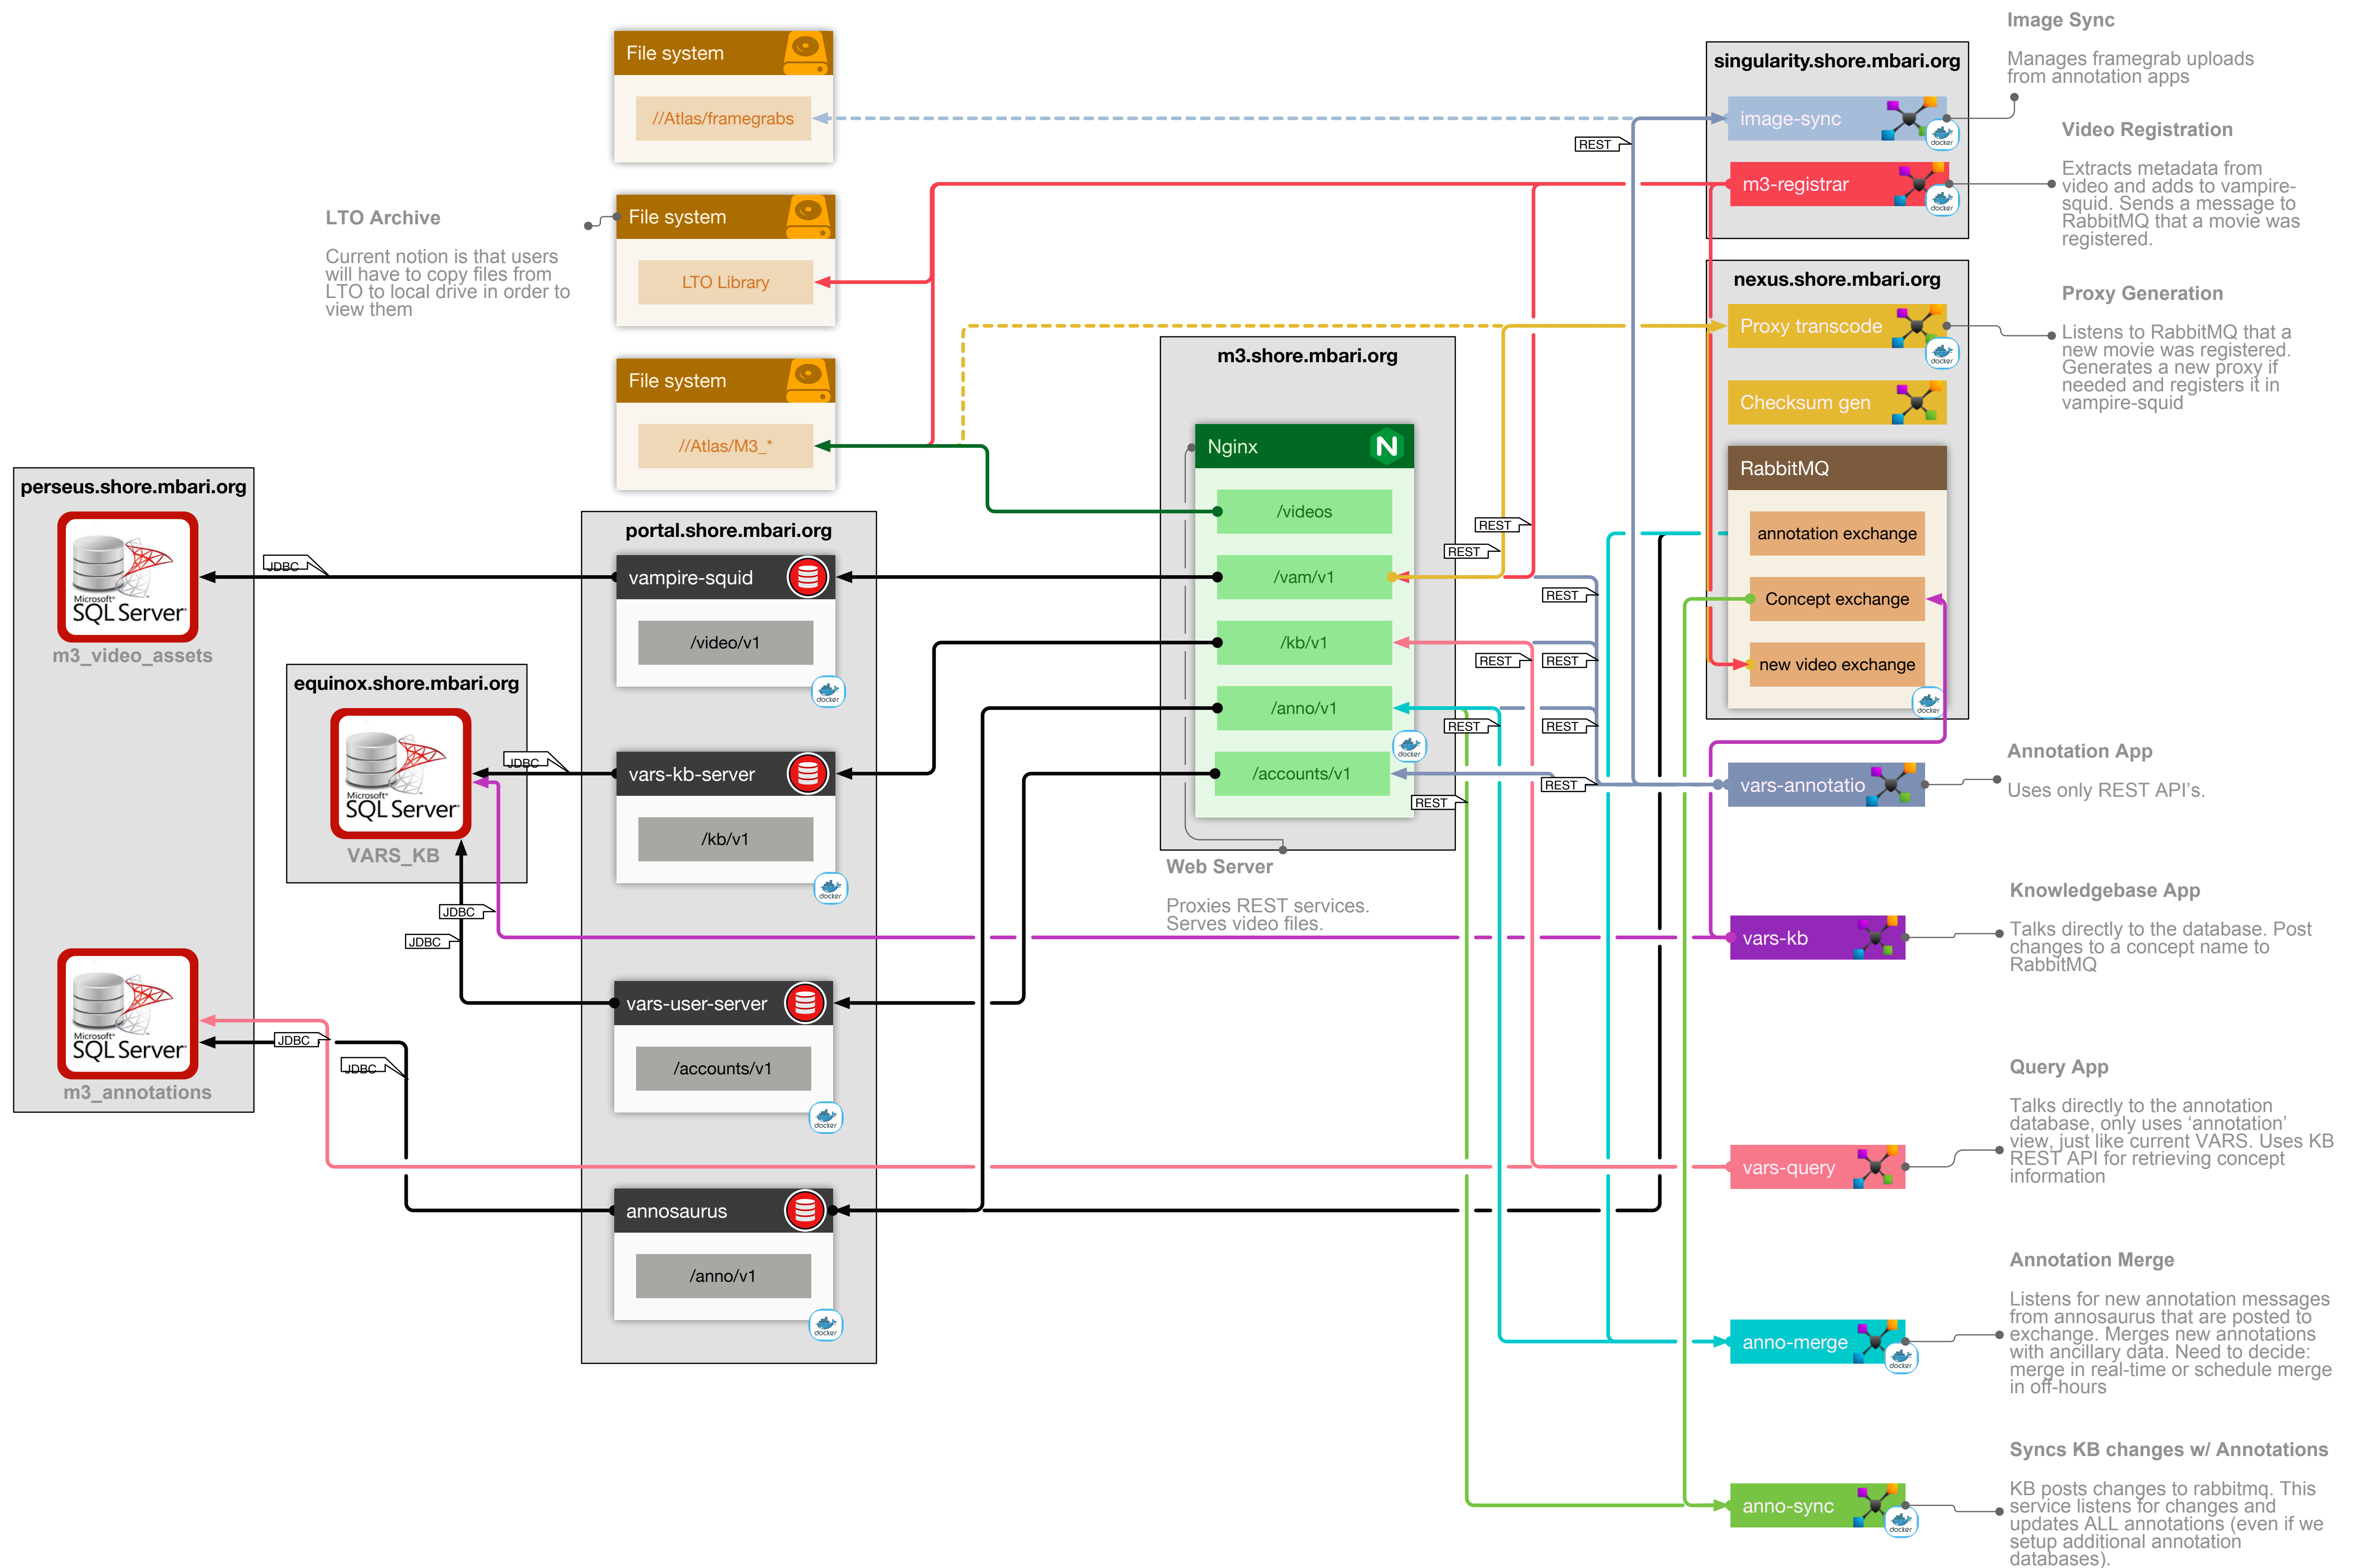 Image Sync
Manages framegrab uploads
from annotation apps
singularity.shore.mbari.org
image-sync
docker
m3-registrar
docker
Video Registration
Extracts metadata from
video and adds to vampire-
squid. Sends a message to
RabbitMQ that a movie was
registered.
File system
//Atlas/framegrabs
REST
LTO Archive
Current notion is that users
will have to copy files from
LTO to local drive in order to
view them
File system
LTO Library
File system
//Atlas/M3_*
nexus.shore.mbari.org
Proxy transcode
docker
Checksum gen
RabbitMQ
annotation exchange
Concept exchange
new video exchange
docker
Proxy Generation
Listens to RabbitMQ that a
new movie was registered.
Generates a new proxy if
needed and registers it in
vampire-squid
m3.shore.mbari.org
Nginx
N
/videos
/vam/v1
/kb/v1
/anno/v1
docker
/accounts/v1
REST
REST
REST
REST
REST
REST
REST
REST
REST
Web Server
Proxies REST services.
Serves video files.
perseus.shore.mbari.org
Microsoft®
SQL Server®
m3_video_assets
Microsoft®
SQL Server®
m3_annotations
JDBC
equinox.shore.mbari.org
Microsoft®
SQL Server®
VARS_KB
JDBC
JDBC
JDBC
JDBC
JDBC
portal.shore.mbari.org
vampire-squid
/video/v1
docker
vars-kb-server
/kb/v1
docker
vars-user-server
/accounts/v1
docker
annosaurus
/anno/v1
docker
vars-annotatio
Annotation App
Uses only REST API's.
vars-kb
Knowledgebase App
Talks directly to the database. Post
changes to a concept name to
RabbitMQ
vars-query
Query App
Talks directly to the annotation
database, only uses ‘annotation’
view, just like current VARS. Uses KB
REST API for retrieving concept
information
anno-merge
docker
Annotation Merge
Listens for new annotation messages
from annosaurus that are posted to
exchange. Merges new annotations
with ancillary data. Need to decide:
merge in real-time or schedule merge
in off-hours
anno-sync
docker
Syncs KB changes w/ Annotations
KB posts changes to rabbitmq. This
service listens for changes and
updates ALL annotations (even if we
setup additional annotation
databases).